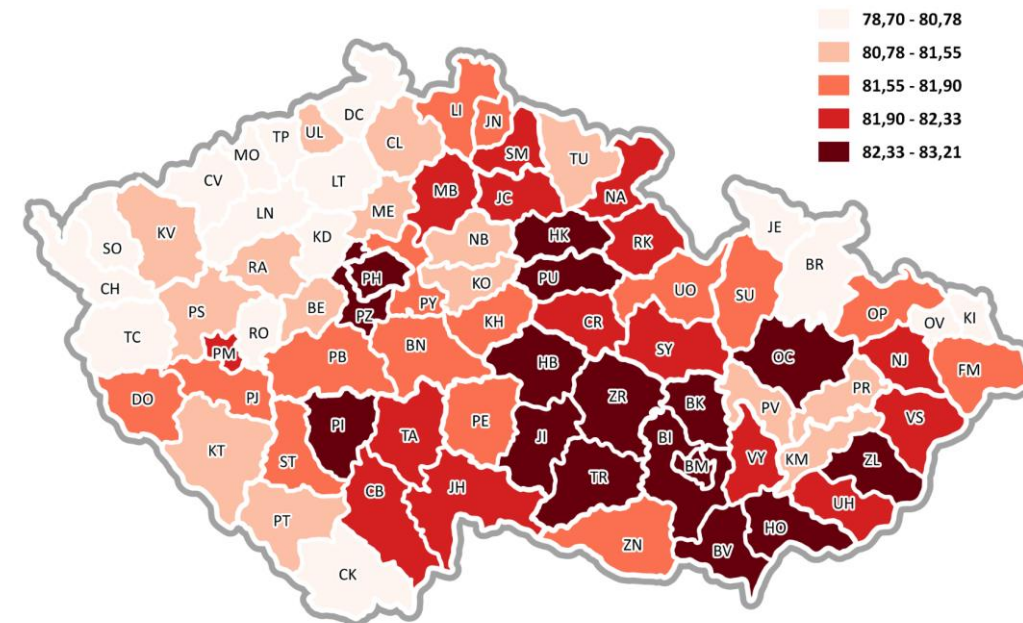 78,70 - 80,78
80,78 - 81,55
81,55 - 81,90
81,90 - 82,33
82,33 - 83,21
DC
LI
JN
TP
UL
CL
SM
TU
MO
CV
LT
MB
JC
NA
LN
ME
KV
SO
KD
NB
HK
RK
JE
RA
PH
KO
PU
BR
CH
PS
BE
PZ
PY
UO
SU
OP
OV
KI
TC
RO
PM
PB
BN
KH
CR
SY
OC
NJ
FM
DO
PJ
HB
ZR
BK
PV
PR
VS
KT
ST
PI
TA
PE
JI
BI
BM
VY
KM
ZL
TR
CB
JH
UH
PT
HO
ZN
BV
CK